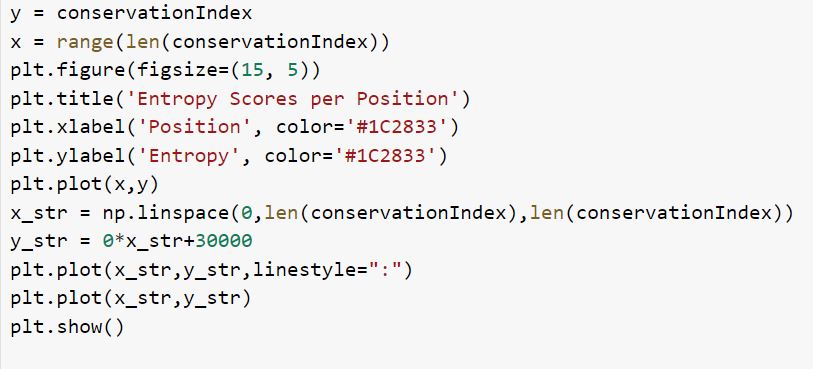 y = conservationIndex
x = range(len(conservationIndex))
plt.figure(figsize=(15, 5))
plt.title('Entropy Scores per Position')
plt.xlabel('Position', color='#1C2833')
plt.ylabel('Entropy', color='#1C2833')
plt.plot(x,y)
x_str = np.linspace(0,len(conservationIndex),len(conservationIndex))
y_str = 0*x_str+30000
plt.plot(x_str,y_str,linestyle=":")
plt.plot(x_str,y_str)
plt.show()